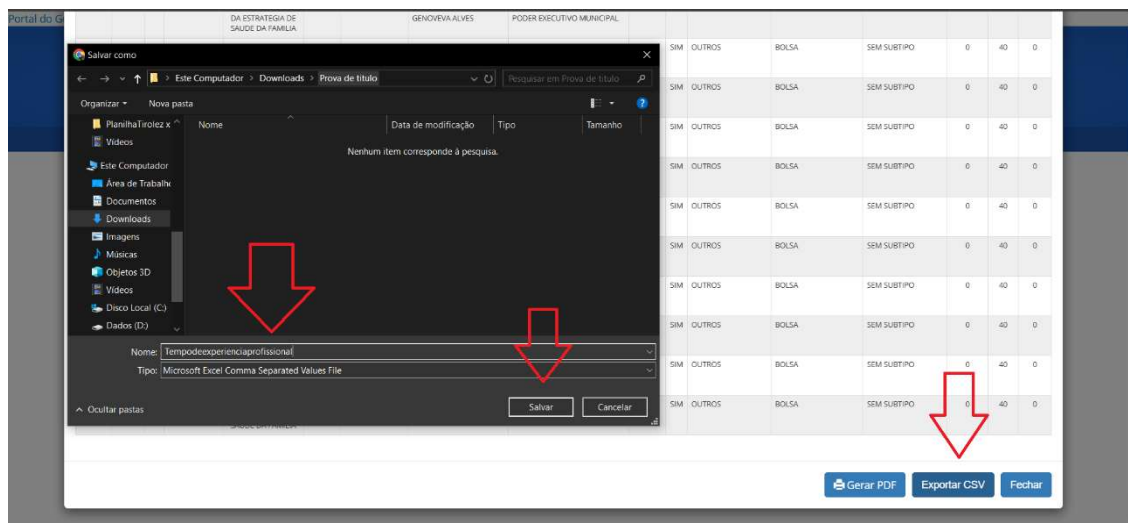 Portal do G
DA ESTRATEGIA DE GENOVEVA ALVES PODER EXECUTIVO MUNICIPAL
SAUDE DA FAMILIA
Salvar como
Este Computador > Downloads > Prova de titulo
Pesquisar em Prova de titulo
Organizar Nova pasta
PlanilhaTirolez x
Vídeos
Este Computador
Área de Trabalho
Documentos
Downloads
Imagens
Músicas
Objetos 3D
Vídeos
Disco Local (C:)
Dados (D:)
Nome Data de modificação Tipo Tamanho
Nenhum item corresponde à pesquisa.
Nome: Tempodeexperienciaprofissional
Tipo: Microsoft Excel Comma Separated Values File
Ocultar pastas
Salvar Cancelar
SIM OUTROS BOLSA SEM SUBTIPO 0 40 0
SIM OUTROS BOLSA SEM SUBTIPO 0 40 0
SIM OUTROS BOLSA SEM SUBTIPO 0 40 0
SIM OUTROS BOLSA SEM SUBTIPO 0 40 0
SIM OUTROS BOLSA SEM SUBTIPO 0 40 0
SIM OUTROS BOLSA SEM SUBTIPO 0 40 0
SIM OUTROS BOLSA SEM SUBTIPO 0 40 0
SIM OUTROS BOLSA SEM SUBTIPO 0 40 0
SIM OUTROS BOLSA SEM SUBTIPO 0 40 0
SIM OUTROS BOLSA SEM SUBTIPO 0 40 0
SAUDE DA FAMILIA
Gerar PDF Exportar CSV Fechar